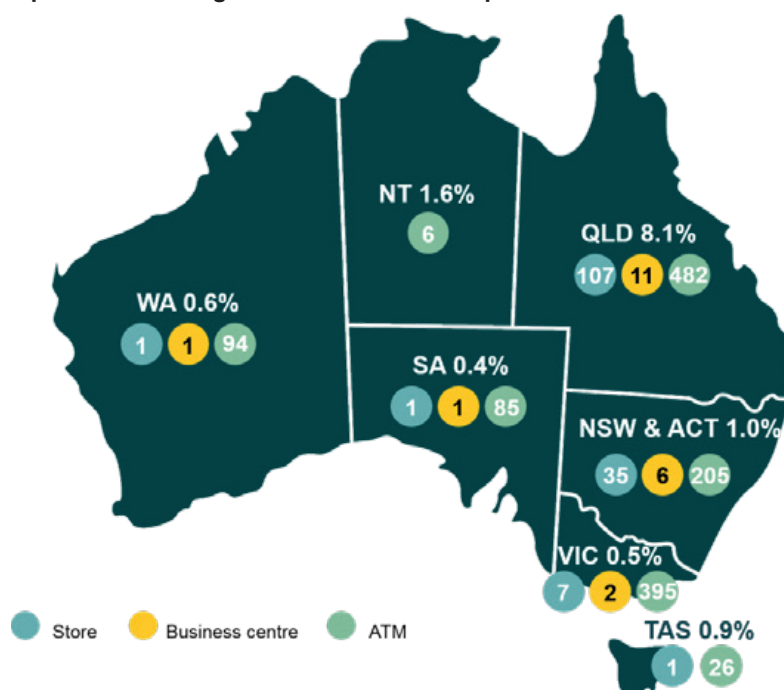 NT 1.6%
6
QLD 8.1%
107 11 482
WA 0.6%
1 1 94
SA 0.4%
1 1 85
NSW & ACT 1.0%
35 6 205
VIC 0.5%
7 2 395
Store Business centre ATM
TAS 0.9%
1 26